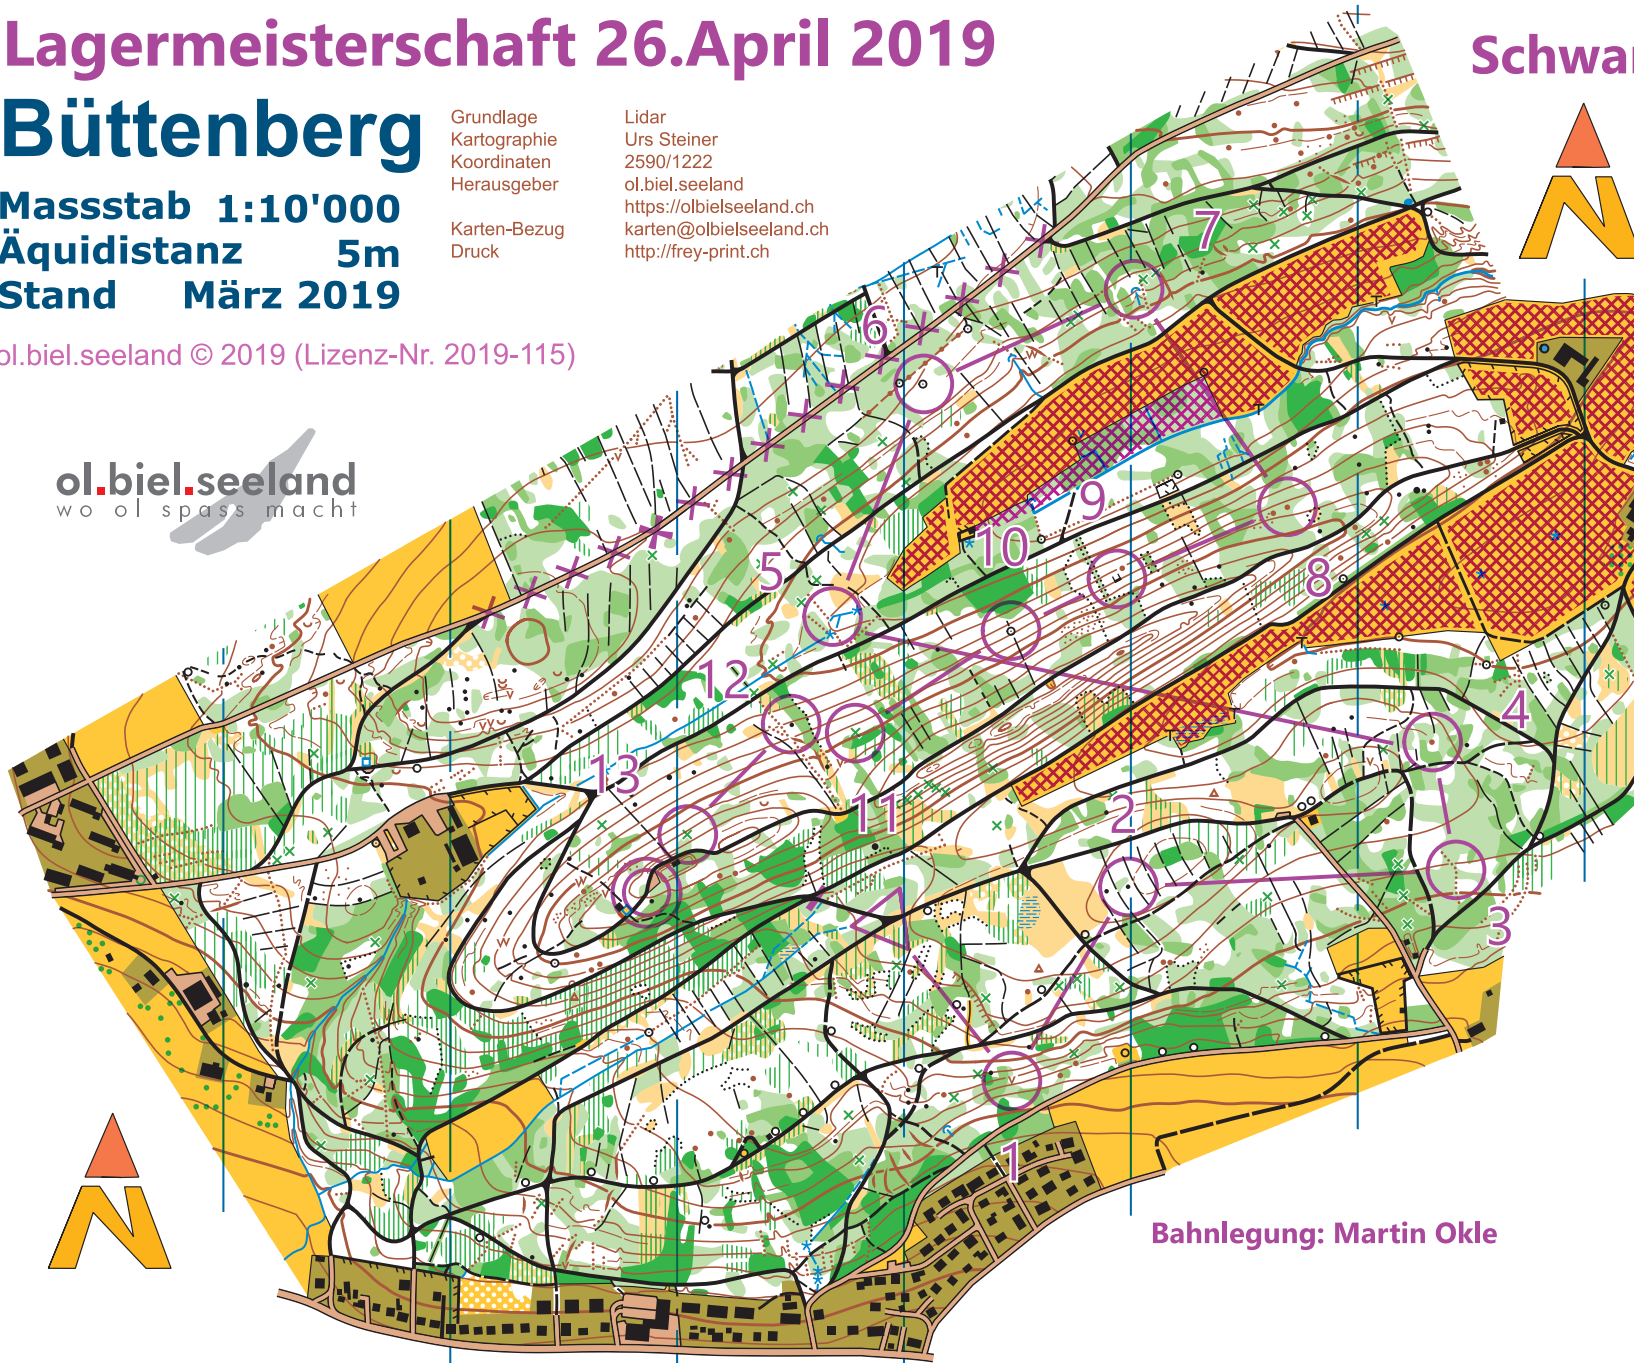 Lagermeisterschaft 26.April 2019
Büttenberg
Massstab 1:10'000
Äquidistanz 5m
Stand März 2019
ol.biel.seeland © 2019 (Lizenz-Nr. 2019-115)
Grundlage Lidar
Kartographie Urs Steiner
Koordinaten 2590/1222
Herausgeber ol.biel.seeland
https://olbielseeland.ch
Karten-Bezug karten@olbielseeland.ch
Druck http://frey-print.ch
ol.biel.seeland
wo ol spass macht
7
6
9
10
5
8
12
4
13
2
11
3
1
Bahnlegung: Martin Okle